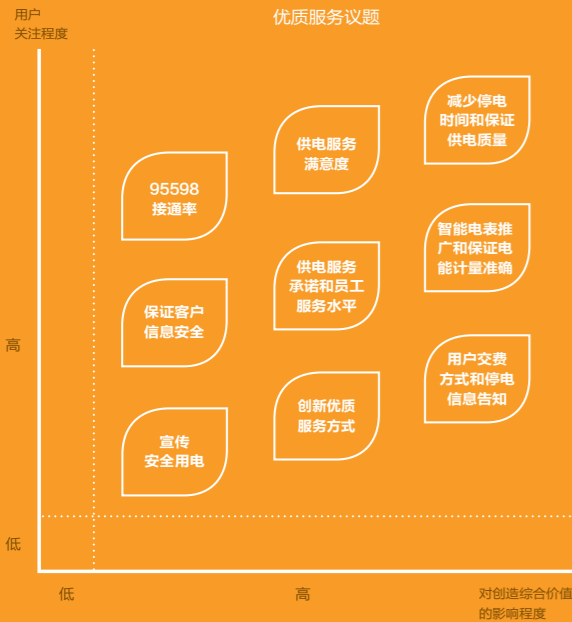 用户
关注程度
优质服务议题
减少停电
时间和保证
供电质量
供电服务
满意度
95598
接通率
智能电表推
广和保证电
能计量准确
供电服务
承诺和员工
服务水平
保证客户
信息安全
高
用户交费
方式和停电
信息告知
创新优质
服务方式
宣传
安全用电
低
低
高
对创造综合价值
的影响程度